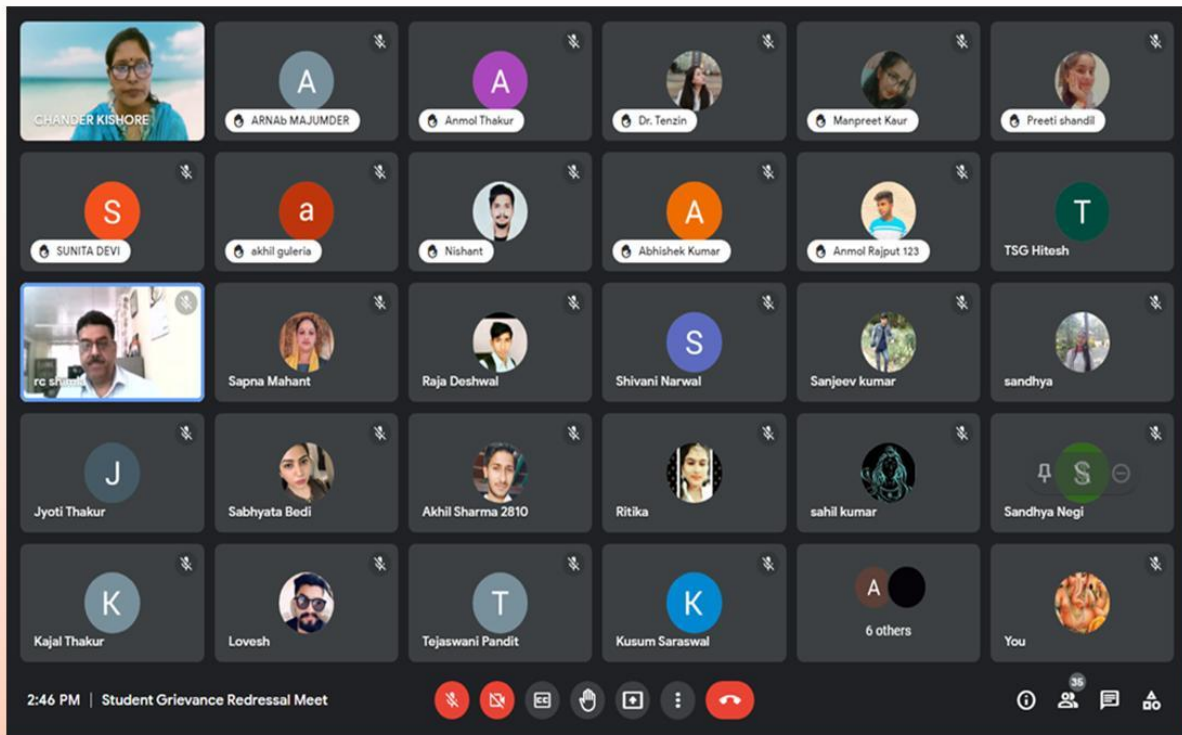 CHANDER KISHORE
A
ARNAb MAJUMDER
A
Anmol Thakur
Dr. Tenzin
Manpreet Kaur
Preeti shandil
S
SUNITA DEVI
a
akhil guleria
Nishant
A
Abhishek Kumar
Anmol Rajput 123
T
TSG Hitesh
rc shimla
Sapna Mahant
Raja Deshwal
S
Shivani Narwal
Sanjeev kumar
sandhya
J
Jyoti Thakur
Sabhyata Bedi
Akhil Sharma 2810
Ritika
sahil kumar
S
Sandhya Negi
K
Kajal Thakur
Lovesh
T
Tejaswani Pandit
K
Kusum Saraswal
A
6 others
You
2:46 PM | Student Grievance Redressal Meet
CC
35